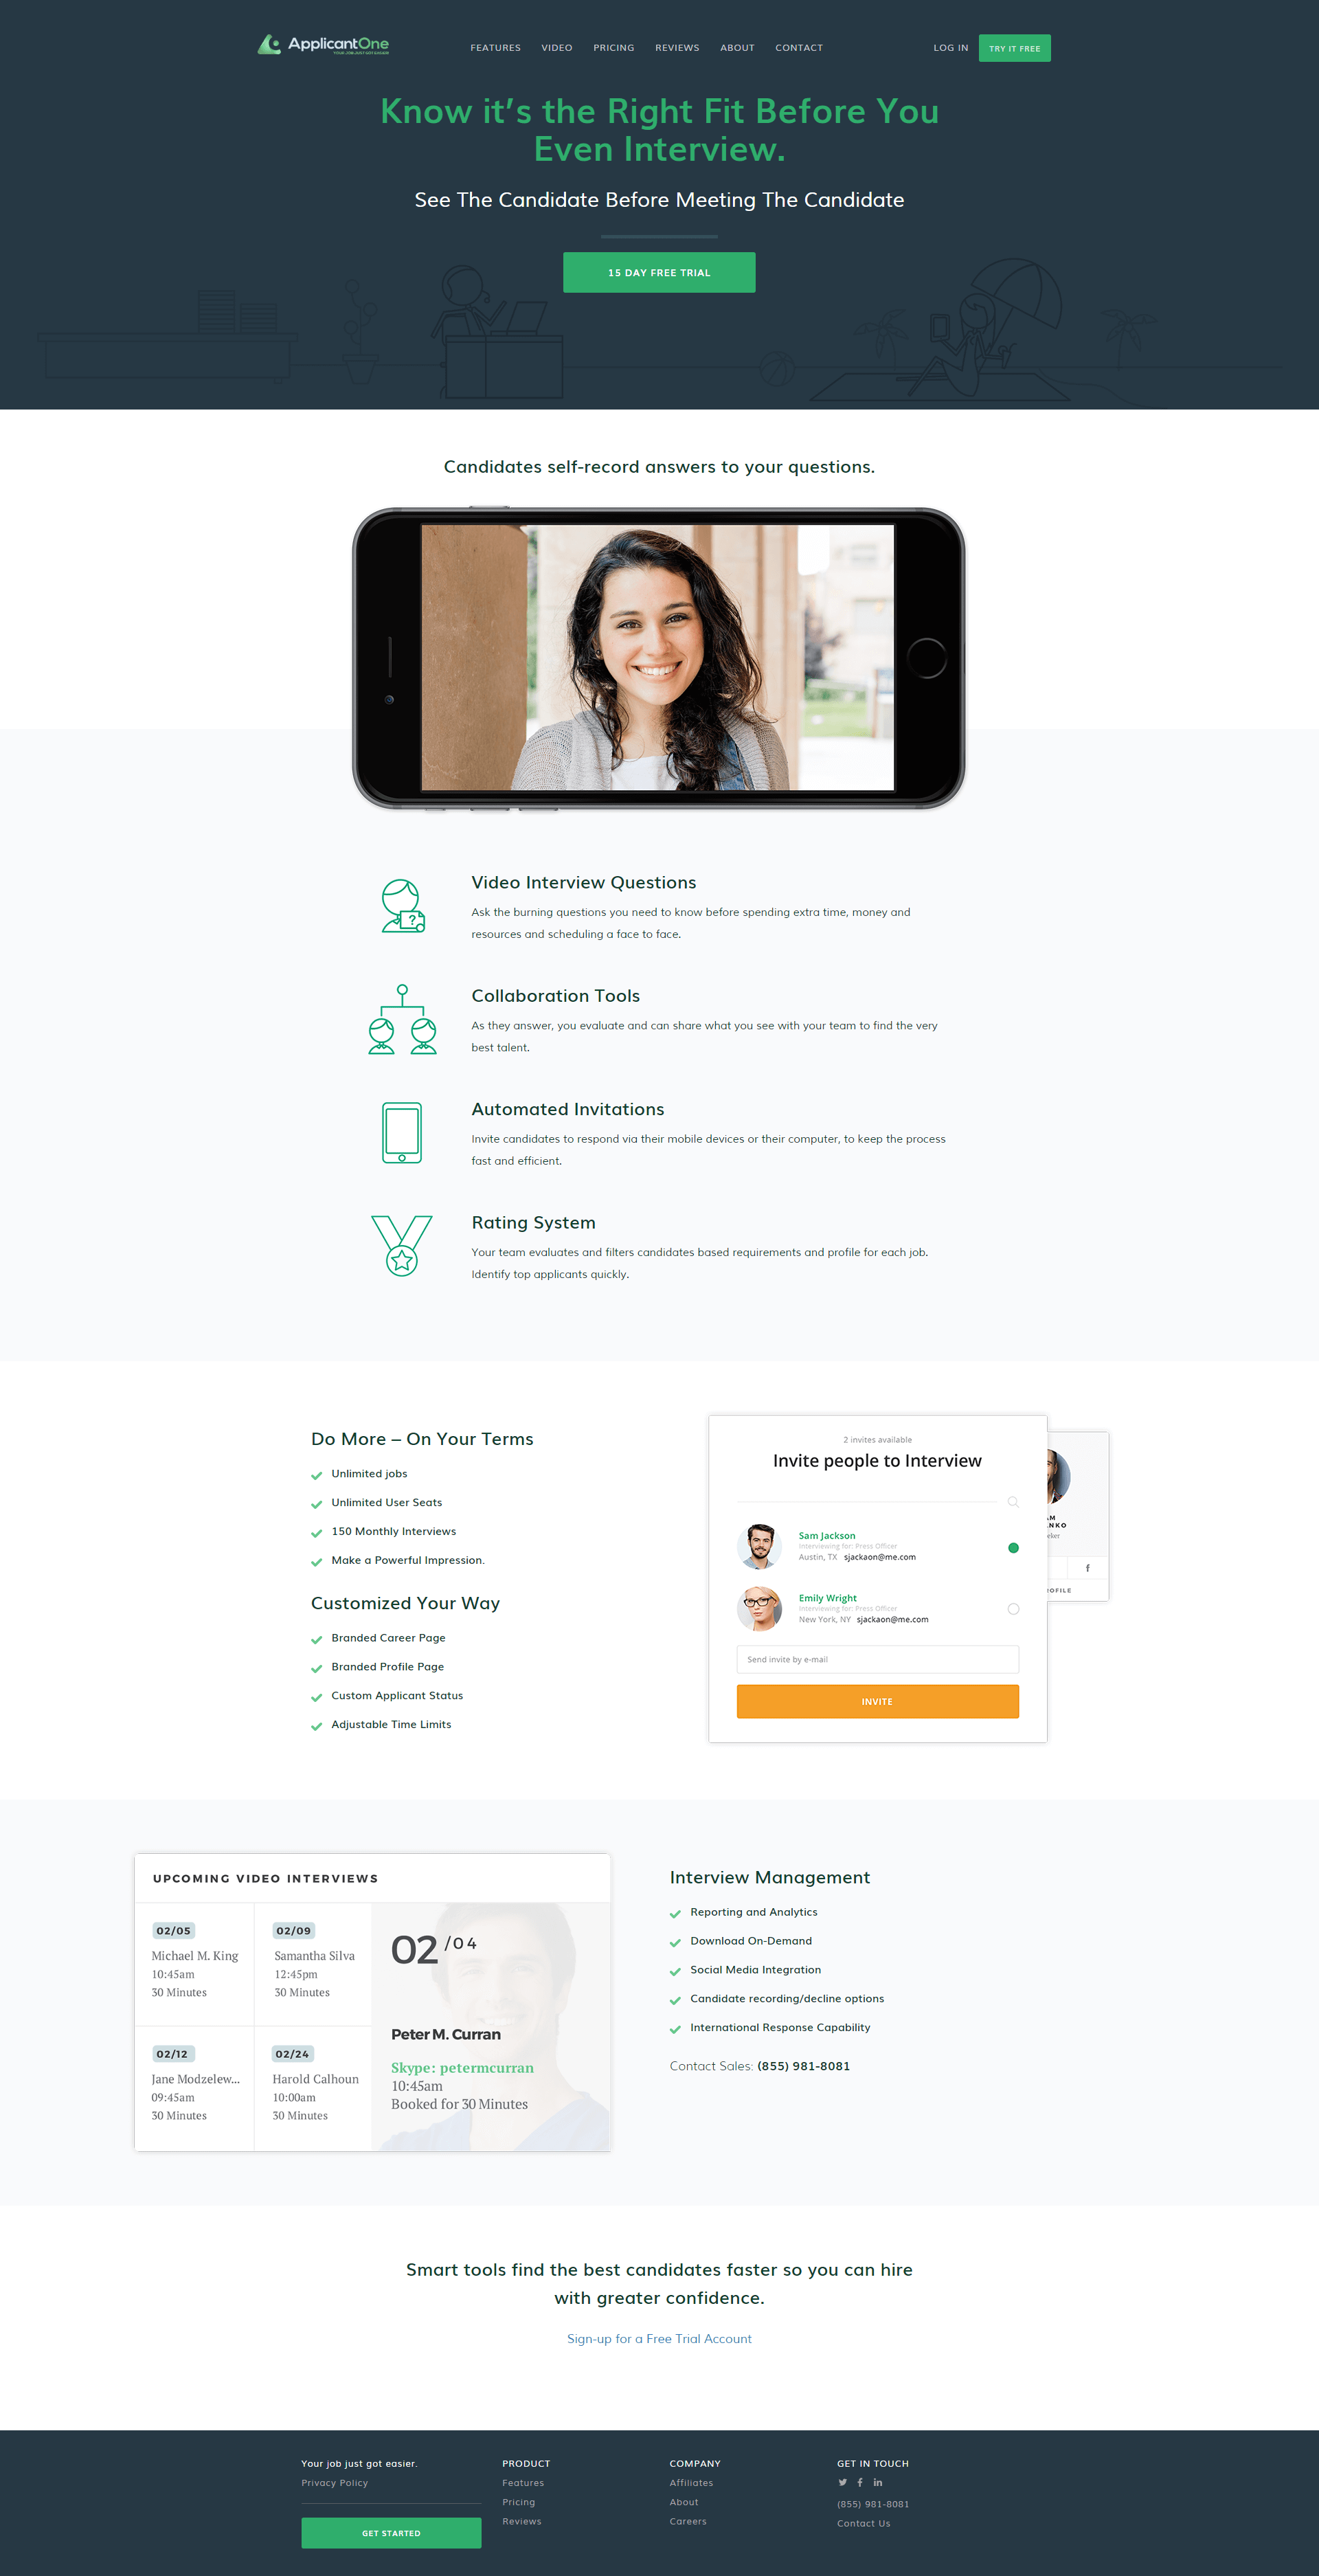 ApplicantOne
YOUR JOB JUST GOT EASIER
FEATURES VIDEO PRICING REVIEWS ABOUT CONTACT
LOG IN TRY IT FREE
Know it's the Right Fit Before You
Even Interview.
See The Candidate Before Meeting The Candidate
15 DAY FREE TRIAL
Candidates self-record answers to your questions.
Video Interview Questions
Ask the burning questions you need to know before spending extra time, money and
resources and scheduling a face to face.
Collaboration Tools
As they answer, you evaluate and can share what you see with your team to find the very
best talent.
Automated Invitations
Invite candidates to respond via their mobile devices or their computer, to keep the process
fast and efficient.
Rating System
Your team evaluates and filters candidates based requirements and profile for each job.
Identify top applicants quickly.
Do More – On Your Terms
Unlimited jobs
Unlimited User Seats
150 Monthly Interviews
Make a Powerful Impression.
Customized Your Way
Branded Career Page
Branded Profile Page
Custom Applicant Status
Adjustable Time Limits
2 invites available
Invite people to Interview
Sam Jackson
Interviewing for: Press Officer
Austin, TX sjackaon@me.com
Emily Wright
Interviewing for: Press Officer
New York, NY sjackaon@me.com
Send invite by e-mail
INVITE
AM
NKO
eker
OFILE
UPCOMING VIDEO INTERVIEWS
02/05
Michael M. King
10:45am
30 Minutes
02/09
Samantha Silva
12:45pm
30 Minutes
02/12
Jane Modzelew...
09:45am
30 Minutes
02/24
Harold Calhoun
10:00am
30 Minutes
02 /04
Peter M. Curran
Skype: petermcurran
10:45am
Booked for 30 Minutes
Interview Management
Reporting and Analytics
Download On-Demand
Social Media Integration
Candidate recording/decline options
International Response Capability
Contact Sales: (855) 981-8081
Smart tools find the best candidates faster so you can hire
with greater confidence.
Sign-up for a Free Trial Account
Your job just got easier.
Privacy Policy
GET STARTED
PRODUCT
Features
Pricing
Reviews
COMPANY
Affiliates
About
Careers
GET IN TOUCH
(855) 981-8081
Contact Us